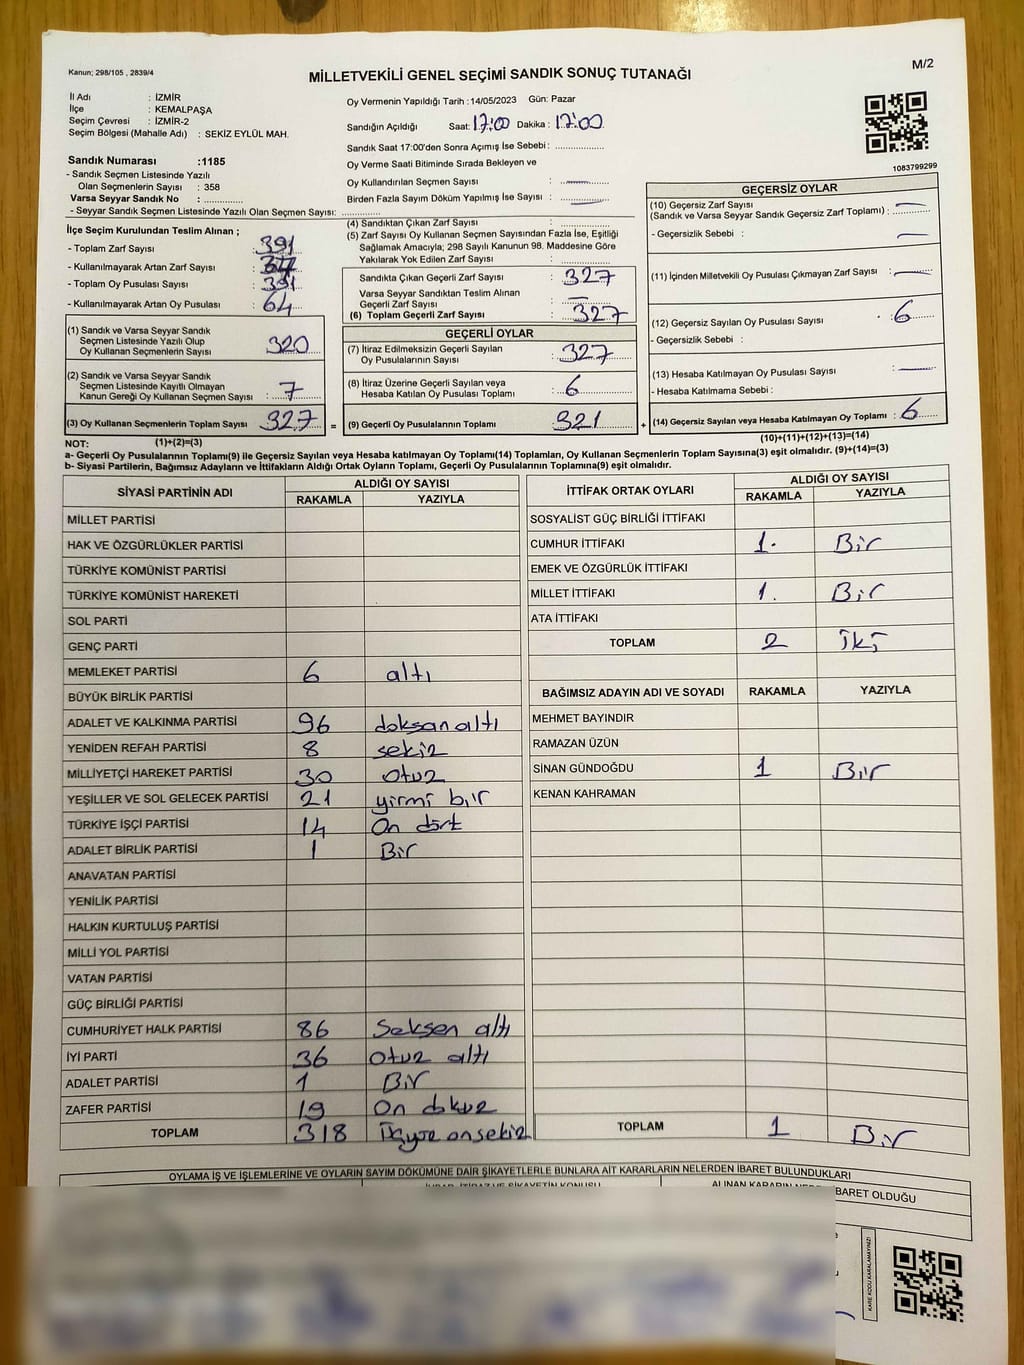 Kanun; 298/105 , 2839/4
MİLLETVEKİLİ GENEL SEÇİMİ SANDIK SONUÇ TUTANAĞI
M/2
İl Adı : İZMİR
İlçe : KEMALPAŞA
Seçim Çevresi : İZMİR-2
Seçim Bölgesi (Mahalle Adı) : SEKİZ EYLÜL MAH.
Sandık Numarası :1185
- Sandık Seçmen Listesinde Yazılı
Olan Seçmenlerin Sayısı : 358
Varsa Seyyar Sandık No : ..............
- Seyyar Sandık Seçmen Listesinde Yazılı Olan Seçmen Sayısı: ..............
Oy Vermenin Yapıldığı Tarih :14/05/2023 Gün: Pazar
Sandığın Açıldığı Saat: 17:00 Dakika : 17:00
Sandık Saat 17:00'den Sonra Açımış İse Sebebi : ..............
Oy Verme Saati Bitiminde Sırada Bekleyen ve
Oy Kullandırılan Seçmen Sayısı : —
Birden Fazla Sayım Döküm Yapılmış İse Sayısı : —
1083799299
İlçe Seçim Kurulundan Teslim Alınan ;
- Toplam Zarf Sayısı : 391
- Kullanılmayarak Artan Zarf Sayısı :
- Toplam Oy Pusulası Sayısı : 391
- Kullanılmayarak Artan Oy Pusulası : 64
(1) Sandık ve Varsa Seyyar Sandık
Seçmen Listesinde Yazılı Olup
Oy Kullanan Seçmenlerin Sayısı : 320
(2) Sandık ve Varsa Seyyar Sandık
Seçmen Listesinde Kayıtlı Olmayan
Kanun Gereği Oy Kullanan Seçmen Sayısı : 7
(3) Oy Kullanan Seçmenlerin Toplam Sayısı : 327 =
(4) Sandıktan Çıkan Zarf Sayısı : ..............
(5) Zarf Sayısı Oy Kullanan Seçmen Sayısından Fazla İse, Eşitliği
Sağlamak Amacıyla; 298 Sayılı Kanunun 98. Maddesine Göre
Yakılarak Yok Edilen Zarf Sayısı : ..............
Sandıkta Çıkan Geçerli Zarf Sayısı : 327
Varsa Seyyar Sandıktan Teslim Alınan
Geçerli Zarf Sayısı : —
(6) Toplam Geçerli Zarf Sayısı : 327
GEÇERLİ OYLAR
(7) İtiraz Edilmeksizin Geçerli Sayılan
Oy Pusulalarının Sayısı : 327
(8) İtiraz Üzerine Geçerli Sayılan veya
Hesaba Katılan Oy Pusulası Toplamı : 6
(9) Geçerli Oy Pusulalarının Toplamı : 321 +
GEÇERSİZ OYLAR
(10) Geçersiz Zarf Sayısı
(Sandık ve Varsa Seyyar Sandık Geçersiz Zarf Toplamı) : —
- Geçersizlik Sebebi : —
(11) İçinden Milletvekili Oy Pusulası Çıkmayan Zarf Sayısı : —
(12) Geçersiz Sayılan Oy Pusulası Sayısı : 6
- Geçersizlik Sebebi :
(13) Hesaba Katılmayan Oy Pusulası Sayısı : —
- Hesaba Katılmama Sebebi :
(14) Geçersiz Sayılan veya Hesaba Katılmayan Oy Toplamı : 6
NOT: (1)+(2)=(3) (10)+(11)+(12)+(13)=(14)
a- Geçerli Oy Pusulalarının Toplamı(9) ile Geçersiz Sayılan veya Hesaba katılmayan Oy Toplamı(14) Toplamları, Oy Kullanan Seçmenlerin Toplam Sayısına(3) eşit olmalıdır. (9)+(14)=(3)
b- Siyasi Partilerin, Bağımsız Adayların ve İttifakların Aldığı Ortak Oyların Toplamı, Geçerli Oy Pusulalarının Toplamına(9) eşit olmalıdır.
SİYASİ PARTİNİN ADI ALDIĞI OY SAYISI
RAKAMLA YAZIYLA
MİLLET PARTİSİ
HAK VE ÖZGÜRLÜKLER PARTİSİ
TÜRKİYE KOMÜNİST PARTİSİ
TÜRKİYE KOMÜNİST HAREKETİ
SOL PARTİ
GENÇ PARTİ
MEMLEKET PARTİSİ 6 altı
BÜYÜK BİRLİK PARTİSİ
ADALET VE KALKINMA PARTİSİ 96 doksan altı
YENİDEN REFAH PARTİSİ 8 sekiz
MİLLİYETÇİ HAREKET PARTİSİ 30 otuz
YEŞİLLER VE SOL GELECEK PARTİSİ 21 yirmi bir
TÜRKİYE İŞÇİ PARTİSİ 14 On dört
ADALET BİRLİK PARTİSİ 1 Bir
ANAVATAN PARTİSİ
YENİLİK PARTİSİ
HALKIN KURTULUŞ PARTİSİ
MİLLİ YOL PARTİSİ
VATAN PARTİSİ
GÜÇ BİRLİĞİ PARTİSİ
CUMHURİYET HALK PARTİSİ 86 Seksen altı
İYİ PARTİ 36 Otuz altı
ADALET PARTİSİ 1 Bir
ZAFER PARTİSİ 19 On dokuz
TOPLAM 318 Üçyüz onsekiz
İTTİFAK ORTAK OYLARI ALDIĞI OY SAYISI
RAKAMLA YAZIYLA
SOSYALİST GÜÇ BİRLİĞİ İTTİFAKI
CUMHUR İTTİFAKI 1. Bir
EMEK VE ÖZGÜRLÜK İTTİFAKI
MİLLET İTTİFAKI 1. Bir
ATA İTTİFAKI
TOPLAM 2 İki
BAĞIMSIZ ADAYIN ADI VE SOYADI RAKAMLA YAZIYLA
MEHMET BAYINDIR
RAMAZAN ÜZÜN
SİNAN GÜNDOĞDU 1 Bir
KENAN KAHRAMAN
TOPLAM 1 Bir
OYLAMA İŞ VE İŞLEMLERİNE VE OYLARIN SAYIM DÖKÜMÜNE DAİR ŞİKAYETLERLE BUNLARA AİT KARARLARIN NELERDEN İBARET BULUNDUKLARI
İHBAR, İTİRAZ VE ŞİKAYETİN KONUSU
ALINAN KARARIN NEDEN İBARET OLDUĞU
KARE KODU KARALAMAYINIZ!